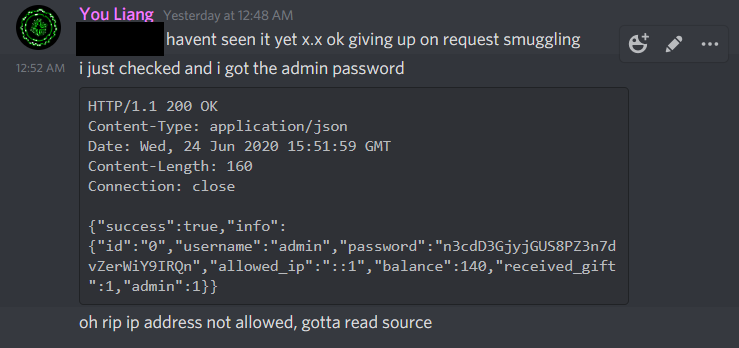 You Liang Yesterday at 12:48 AM
havent seen it yet x.x ok giving up on request smuggling
12:52 AM i just checked and i got the admin password
HTTP/1.1 200 OK
Content-Type: application/json
Date: Wed, 24 Jun 2020 15:51:59 GMT
Content-Length: 160
Connection: close
{"success":true,"info":
{"id":"0","username":"admin","password":"n3cdD3GjyjGUS8PZ3n7d
vZerWiY9IRQn","allowed_ip":"::1","balance":140,"received_gift
":1,"admin":1}}
oh rip ip address not allowed, gotta read source